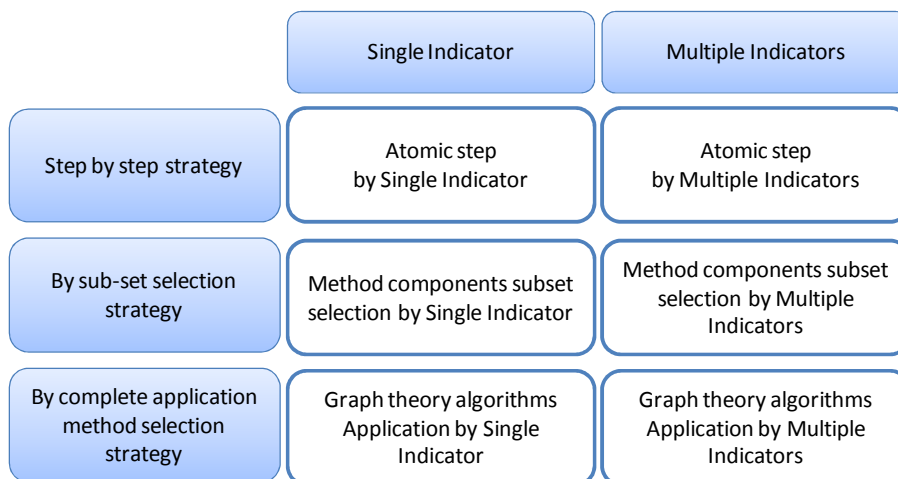 Single Indicator
Multiple Indicators
Step by step strategy
Atomic step
by Single Indicator
Atomic step
by Multiple Indicators
By sub-set selection
strategy
Method components subset
selection by Single Indicator
Method components subset
selection by Multiple
Indicators
By complete application
method selection
strategy
Graph theory algorithms
Application by Single
Indicator
Graph theory algorithms
Application by Multiple
Indicators